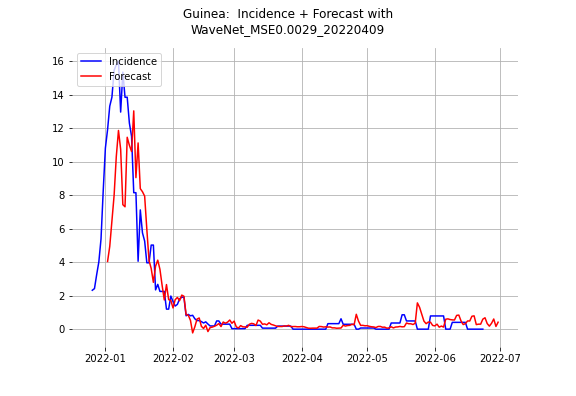 Guinea:  Incidence + Forecast with
WaveNet_MSE0.0029_20220409
Incidence
Forecast
16
14
12
10
8
6
4
2
0
2022-01 2022-02 2022-03 2022-04 2022-05 2022-06 2022-07